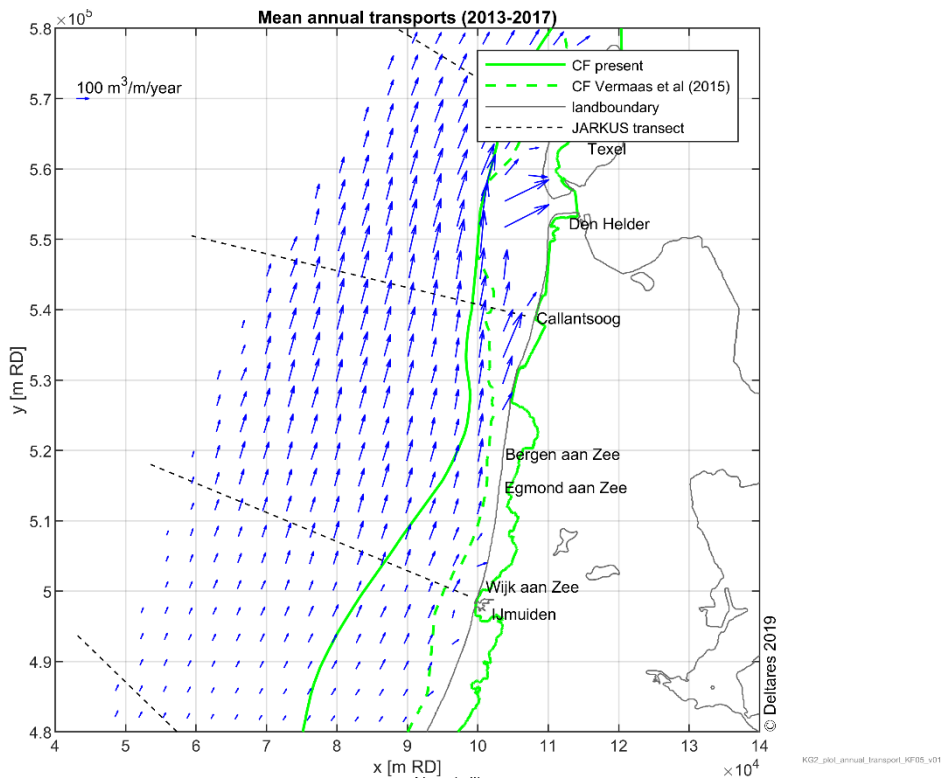 Mean annual transports (2013-2017)
×10⁵
5.8
5.7
5.6
5.5
5.4
5.3
5.2
5.1
5
4.9
4.8
y [m RD]
100 m³/m/year
CF present
CF Vermaas et al (2015)
landboundary
JARKUS transect
Texel
Den Helder
Callantsoog
Bergen aan Zee
Egmond aan Zee
Wijk aan Zee
IJmuiden
© Deltares 2019
4 5 6 7 8 9 10 11 12 13 14
x [m RD]
×10⁴
KG2_plot_annual_transport_KF05_v01